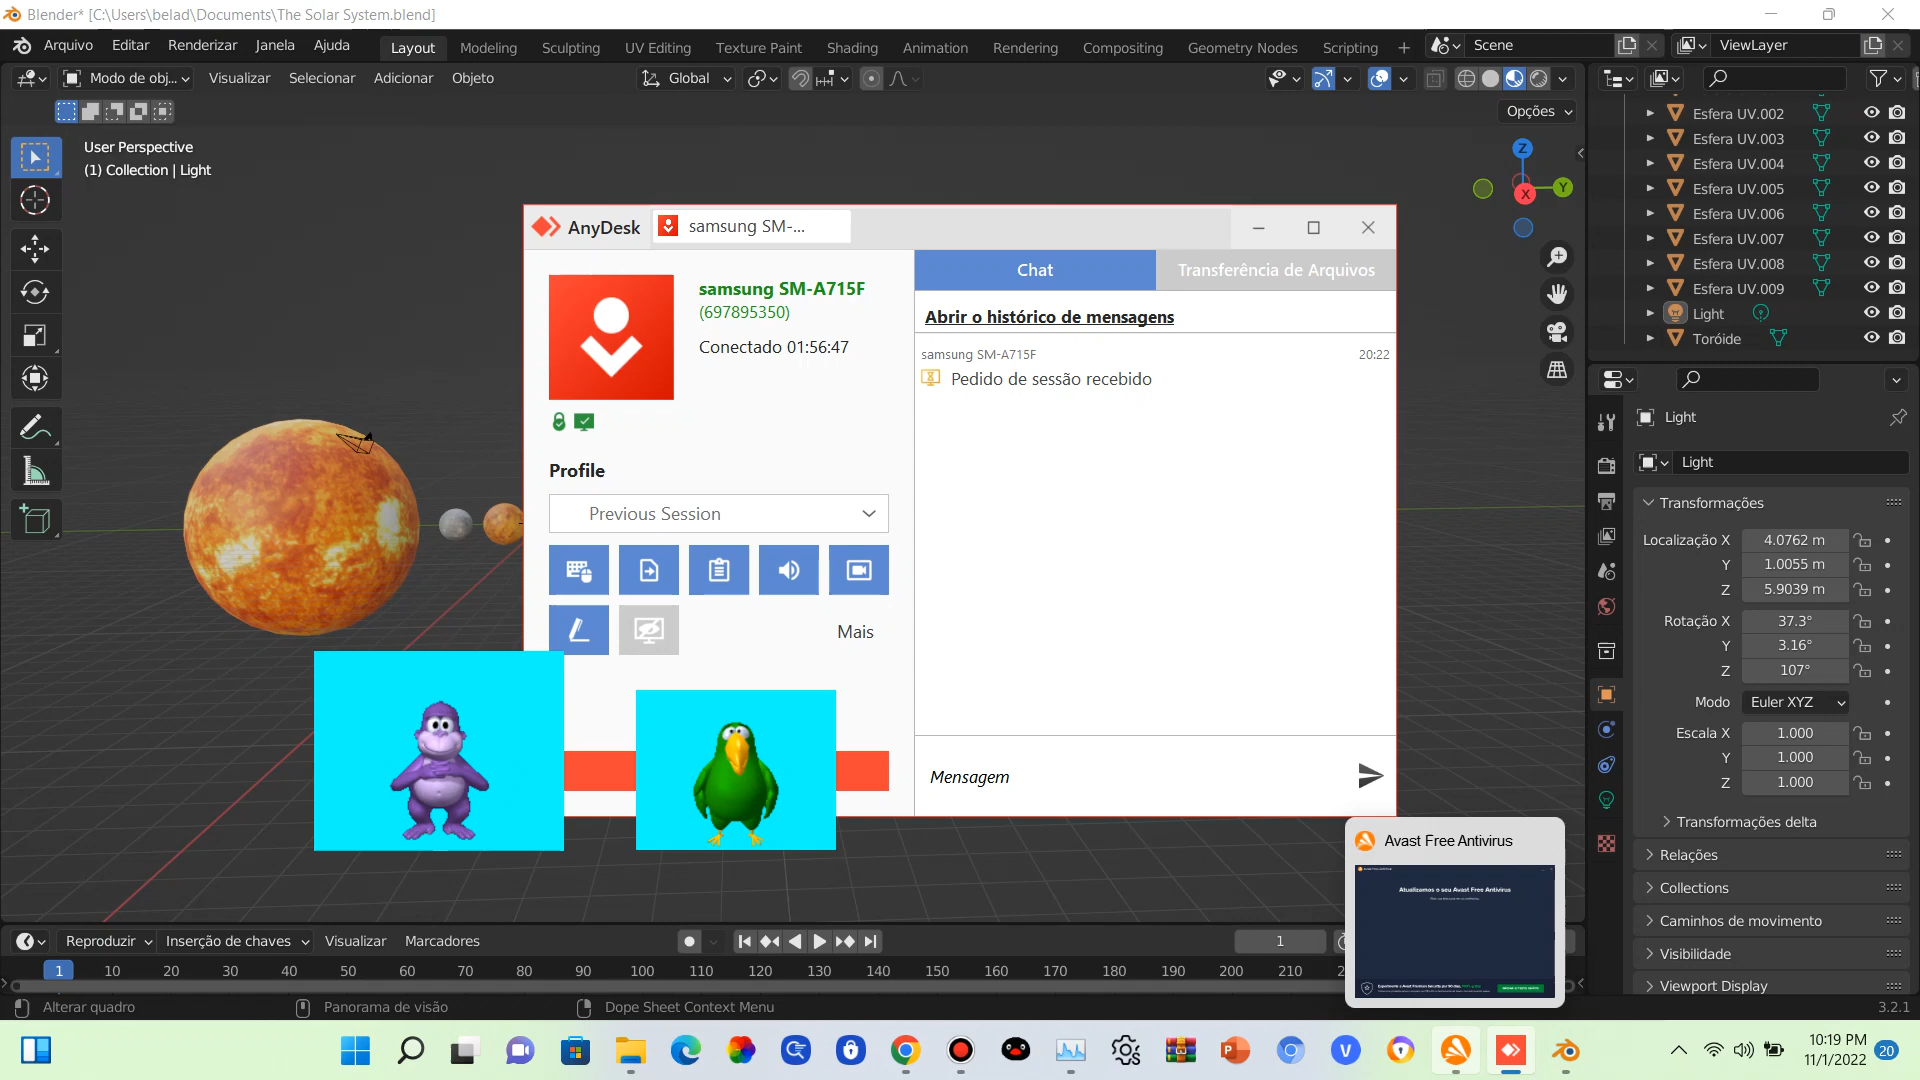 Blender* [C:\Users\belad\Documents\The Solar System.blend]
Arquivo Editar Renderizar Janela Ajuda Layout Modeling Sculpting UV Editing Texture Paint Shading Animation Rendering Compositing Geometry Nodes Scripting + Scene ViewLayer
Modo de obj... Visualizar Selecionar Adicionar Objeto Global
Opções
User Perspective
(1) Collection | Light
Z
Y
X
Esfera UV.002
Esfera UV.003
Esfera UV.004
Esfera UV.005
Esfera UV.006
Esfera UV.007
Esfera UV.008
Esfera UV.009
Light
Toróide
AnyDesk samsung SM-...
samsung SM-A715F
(697895350)
Conectado 01:56:47
Profile
Previous Session
Mais
Chat Transferência de Arquivos
Abrir o histórico de mensagens
samsung SM-A715F 20:22
Pedido de sessão recebido
Mensagem
Light
Light
Transformações
Localização X 4.0762 m
Y 1.0055 m
Z 5.9039 m
Rotação X 37.3°
Y 3.16°
Z 107°
Modo Euler XYZ
Escala X 1.000
Y 1.000
Z 1.000
Transformações delta
Relações
Collections
Caminhos de movimento
Visibilidade
Viewport Display
Avast Free Antivirus
Avast Free Antivirus
Atualizamos o seu Avast Free Antivirus
Reproduzir Inserção de chaves Visualizar Marcadores 1
1 10 20 30 40 50 60 70 80 90 100 110 120 130 140 150 160 170 180 190 200 210 2
Alterar quadro Panorama de visão Dope Sheet Context Menu 3.2.1
10:19 PM
11/1/2022 20